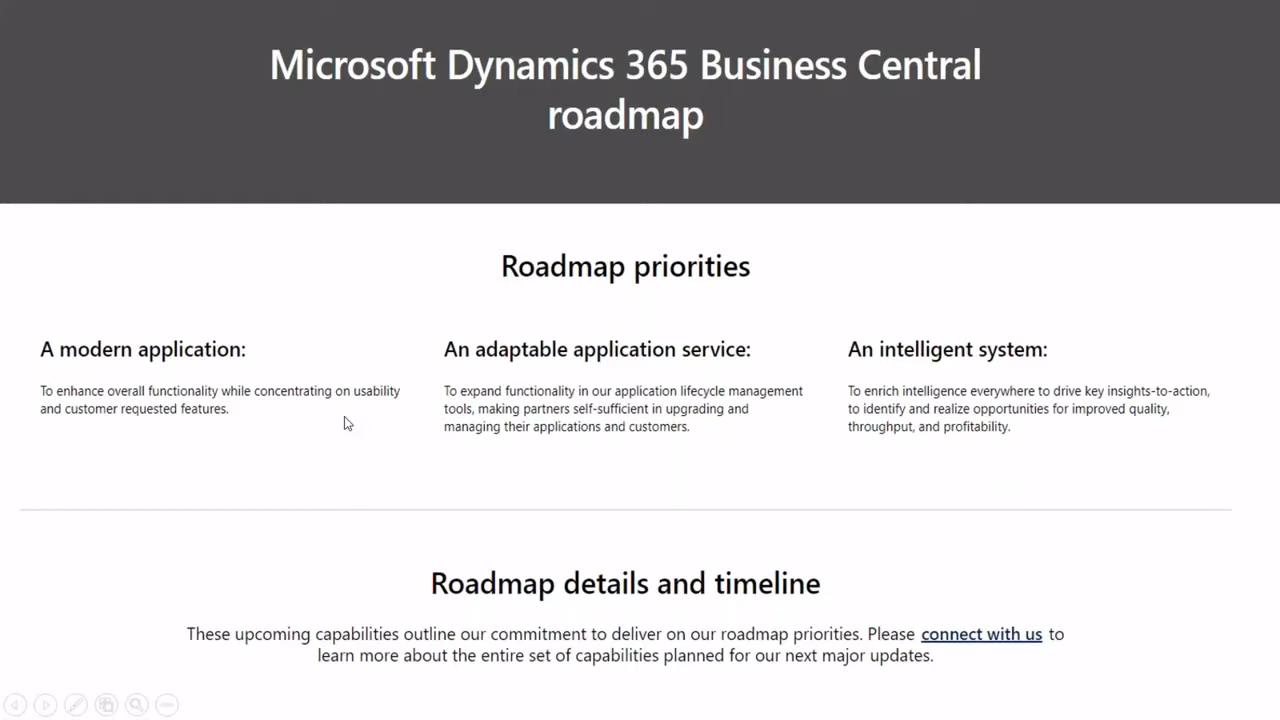 Microsoft Dynamics 365 Business Central
roadmap
Roadmap priorities
A modern application:
To enhance overall functionality while concentrating on usability
and customer requested features.
An adaptable application service:
To expand functionality in our application lifecycle management
tools, making partners self-sufficient in upgrading and
managing their applications and customers.
An intelligent system:
To enrich intelligence everywhere to drive key insights-to-action,
to identify and realize opportunities for improved quality,
throughput, and profitability.
Roadmap details and timeline
These upcoming capabilities outline our commitment to deliver on our roadmap priorities. Please connect with us to
learn more about the entire set of capabilities planned for our next major updates.